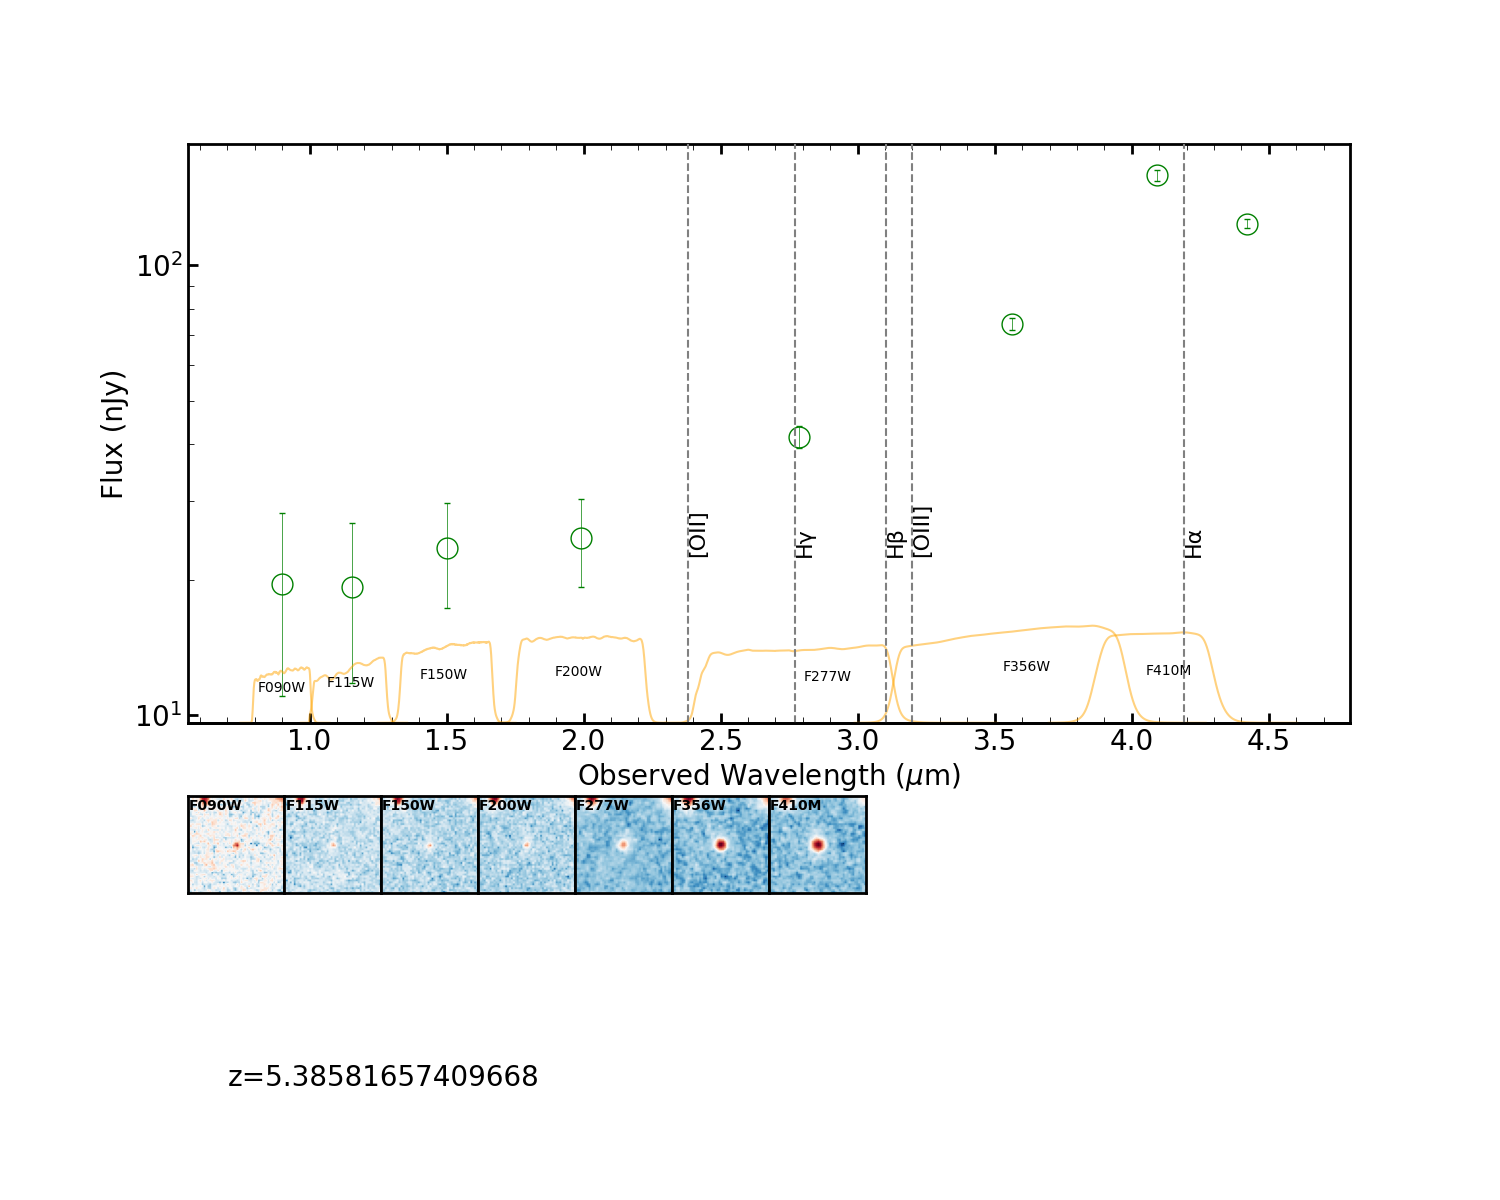 10²
10¹
Flux (nJy)
[OII]
Hγ
Hβ
[OIII]
Hα
F090W
F115W
F150W
F200W
F277W
F356W
F410M
1.0 1.5 2.0 2.5 3.0 3.5 4.0 4.5
Observed Wavelength (μm)
F090W F115W F150W F200W F277W F356W F410M
z=5.38581657409668